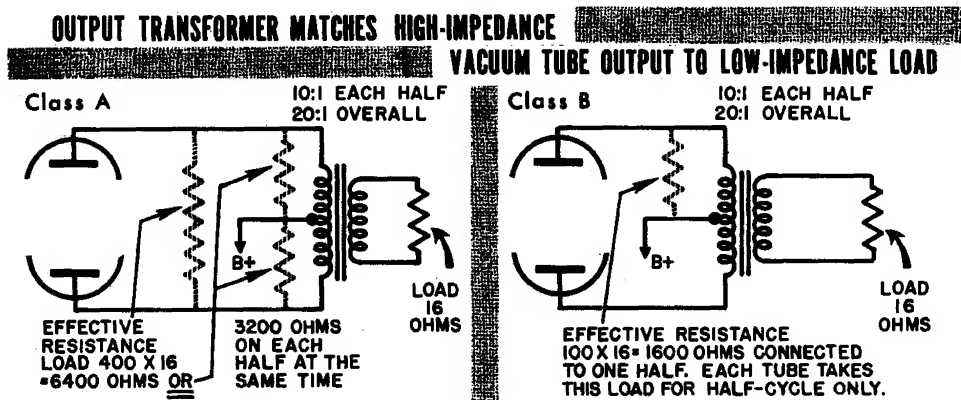 OUTPUT TRANSFORMER MATCHES HIGH-IMPEDANCE
VACUUM TUBE OUTPUT TO LOW-IMPEDANCE LOAD
Class A
10:1 EACH HALF
20:1 OVERALL
B+
LOAD
16
OHMS
EFFECTIVE
RESISTANCE
LOAD 400 X 16
=6400 OHMS OR
3200 OHMS
ON EACH
HALF AT THE
SAME TIME
Class B
10:1 EACH HALF
20:1 OVERALL
B+
LOAD
16
OHMS
EFFECTIVE RESISTANCE
100 X 16= 1600 OHMS CONNECTED
TO ONE HALF. EACH TUBE TAKES
THIS LOAD FOR HALF-CYCLE ONLY.